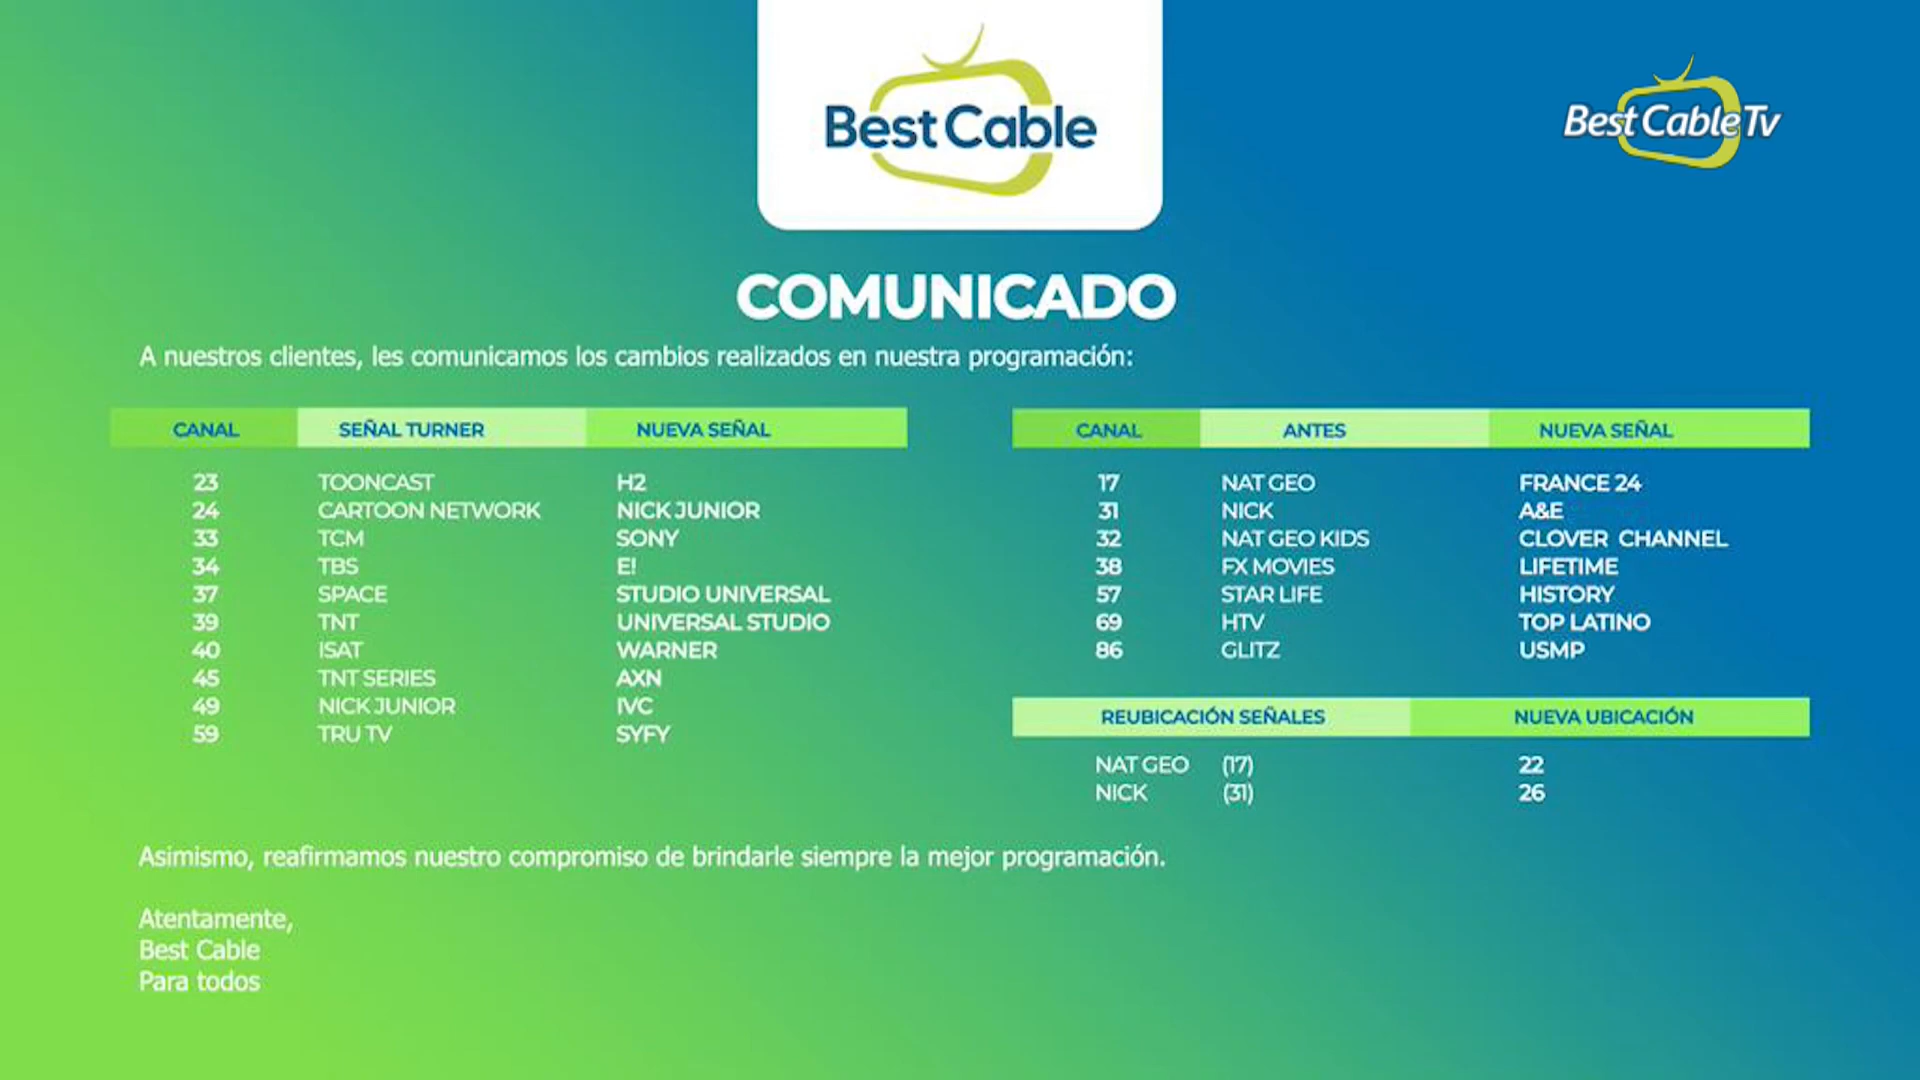 Best Cable
Best Cable Tv
COMUNICADO
A nuestros clientes, les comunicamos los cambios realizados en nuestra programación:
CANAL SEÑAL TURNER NUEVA SEÑAL
23 TOONCAST H2
24 CARTOON NETWORK NICK JUNIOR
33 TCM SONY
34 TBS E!
37 SPACE STUDIO UNIVERSAL
39 TNT UNIVERSAL STUDIO
40 ISAT WARNER
45 TNT SERIES AXN
49 NICK JUNIOR IVC
59 TRU TV SYFY
CANAL ANTES NUEVA SEÑAL
17 NAT GEO FRANCE 24
31 NICK A&E
32 NAT GEO KIDS CLOVER CHANNEL
38 FX MOVIES LIFETIME
57 STAR LIFE HISTORY
69 HTV TOP LATINO
86 GLITZ USMP
REUBICACIÓN SEÑALES NUEVA UBICACIÓN
NAT GEO (17) 22
NICK (31) 26
Asimismo, reafirmamos nuestro compromiso de brindarle siempre la mejor programación.
Atentamente,
Best Cable
Para todos